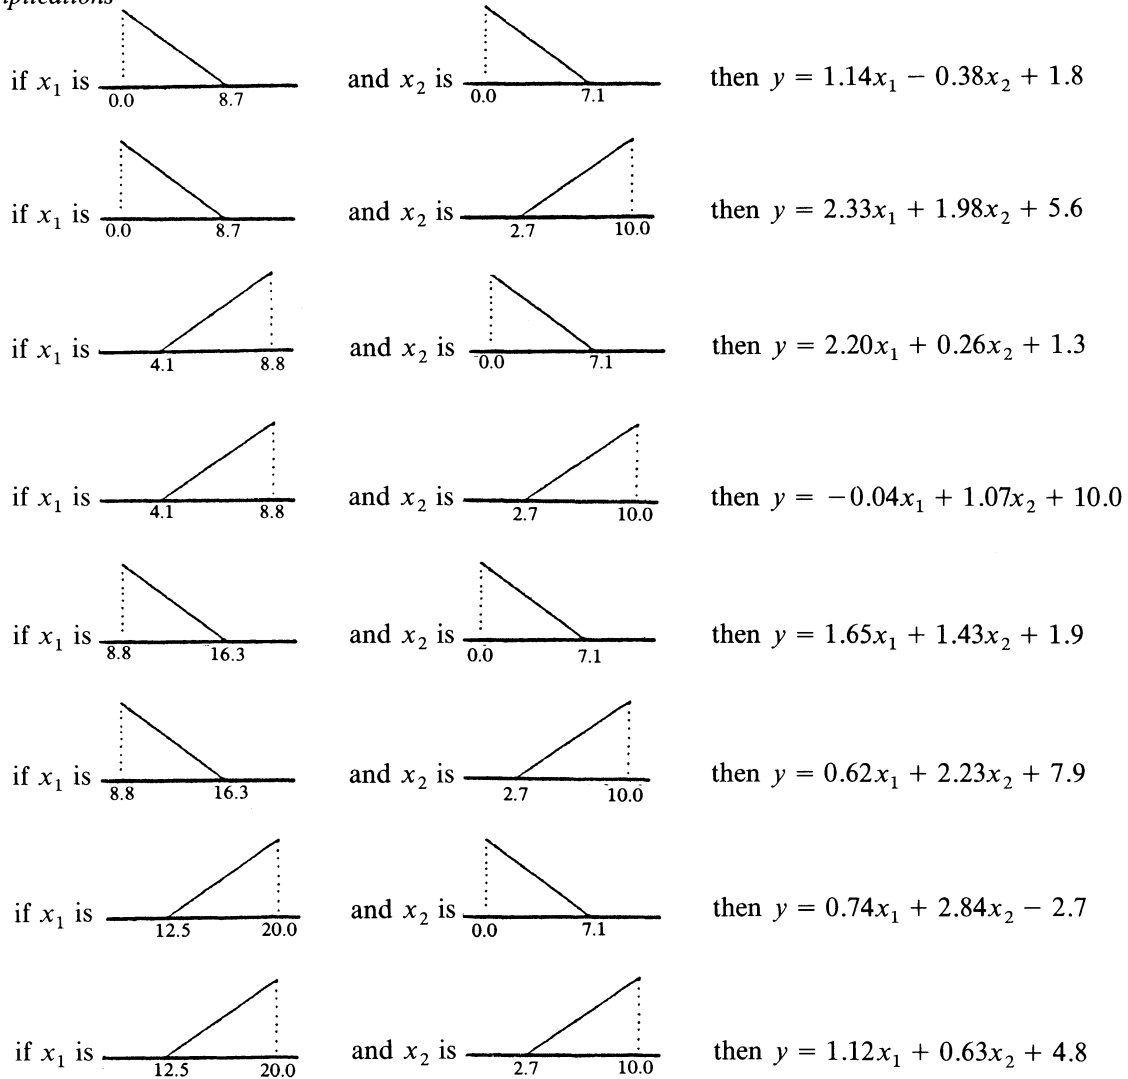 plications
if x₁ is and x₂ is then y = 1.14x₁ − 0.38x₂ + 1.8
0.0 8.7 0.0 7.1
if x₁ is and x₂ is then y = 2.33x₁ + 1.98x₂ + 5.6
0.0 8.7 2.7 10.0
if x₁ is and x₂ is then y = 2.20x₁ + 0.26x₂ + 1.3
4.1 8.8 0.0 7.1
if x₁ is and x₂ is then y = −0.04x₁ + 1.07x₂ + 10.0
4.1 8.8 2.7 10.0
if x₁ is and x₂ is then y = 1.65x₁ + 1.43x₂ + 1.9
8.8 16.3 0.0 7.1
if x₁ is and x₂ is then y = 0.62x₁ + 2.23x₂ + 7.9
8.8 16.3 2.7 10.0
if x₁ is and x₂ is then y = 0.74x₁ + 2.84x₂ − 2.7
12.5 20.0 0.0 7.1
if x₁ is and x₂ is then y = 1.12x₁ + 0.63x₂ + 4.8
12.5 20.0 2.7 10.0